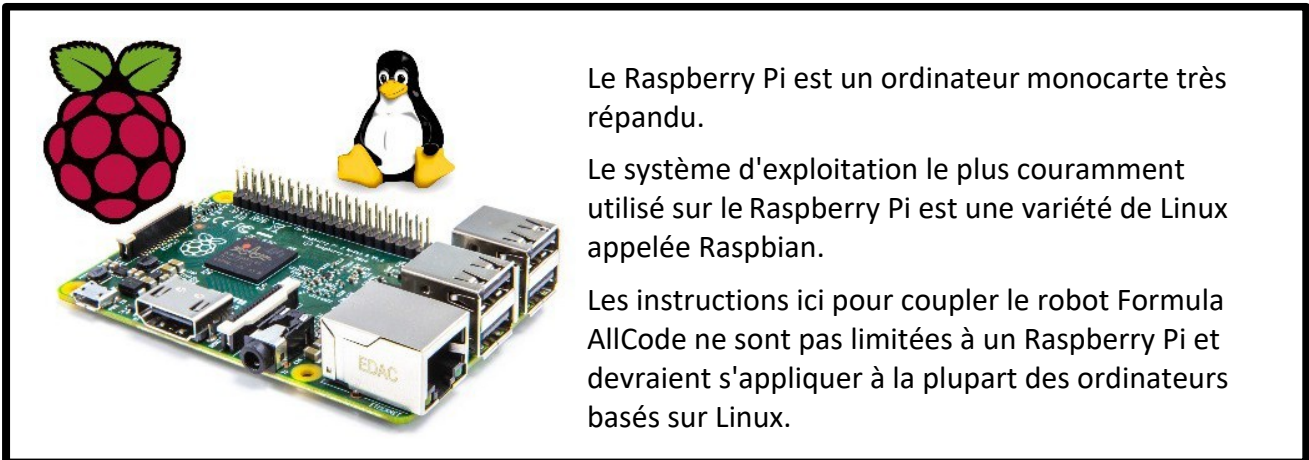 Le Raspberry Pi est un ordinateur monocarte très
répandu.
Le système d'exploitation le plus couramment
utilisé sur le Raspberry Pi est une variété de Linux
appelée Raspbian.
Les instructions ici pour coupler le robot Formula
AllCode ne sont pas limitées à un Raspberry Pi et
devraient s'appliquer à la plupart des ordinateurs
basés sur Linux.
EDAC